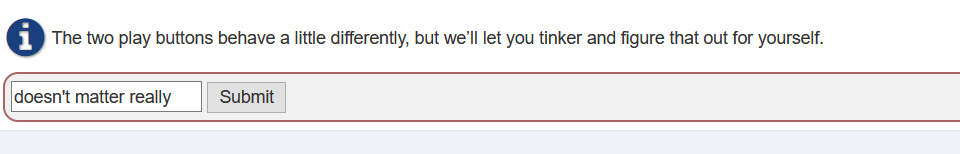 The two play buttons behave a little differently, but we’ll let you tinker and figure that out for yourself.
doesn't matter really Submit